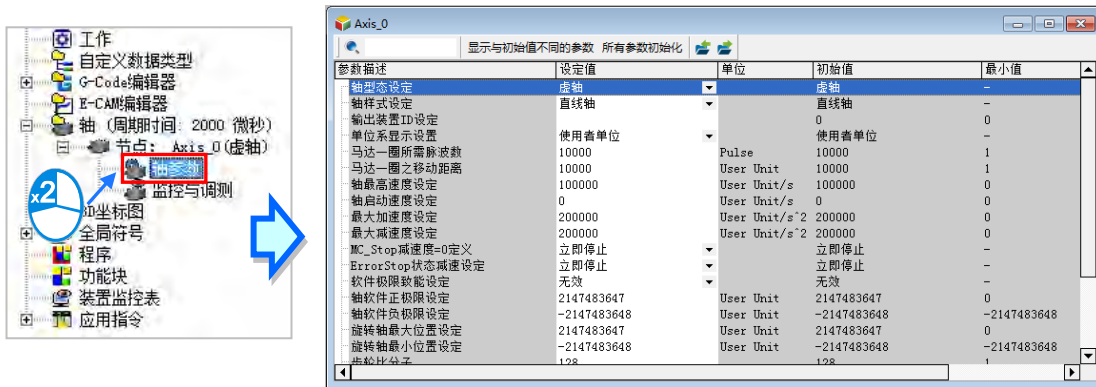 工作
自定义数据类型
G-Code编辑器
E-CAM编辑器
轴 (周期时间: 2000 微秒)
节点: Axis_0(虚轴)
轴参数
监控与调测
3D坐标图
全局符号
程序
功能块
装置监控表
应用指令
x2
Axis_0
显示与初始值不同的参数 所有参数初始化
参数描述 设定值 单位 初始值 最小值
轴型态设定 虚轴 虚轴 -
轴样式设定 直线轴 直线轴 -
输出装置ID设定 0 0
单位系显示设置 使用者单位 使用者单位 -
马达一圈所需脉波数 10000 Pulse 10000 1
马达一圈之移动距离 10000 User Unit 10000 1
轴最高速度设定 100000 User Unit/s 100000 0
轴启动速度设定 0 User Unit/s 0 0
最大加速度设定 200000 User Unit/s^2 200000 0
最大减速度设定 200000 User Unit/s^2 200000 0
MC_Stop减速度=0定义 立即停止 立即停止 -
ErrorStop状态减速设定 立即停止 立即停止 -
软件极限致能设定 无效 无效 -
轴软件正极限设定 2147483647 User Unit 2147483647 0
轴软件负极限设定 -2147483648 User Unit -2147483648 -2147483648
旋转轴最大位置设定 2147483647 User Unit 2147483647 0
旋转轴最小位置设定 -2147483648 User Unit -2147483648 -2147483648
齿轮比分子 128 128 1